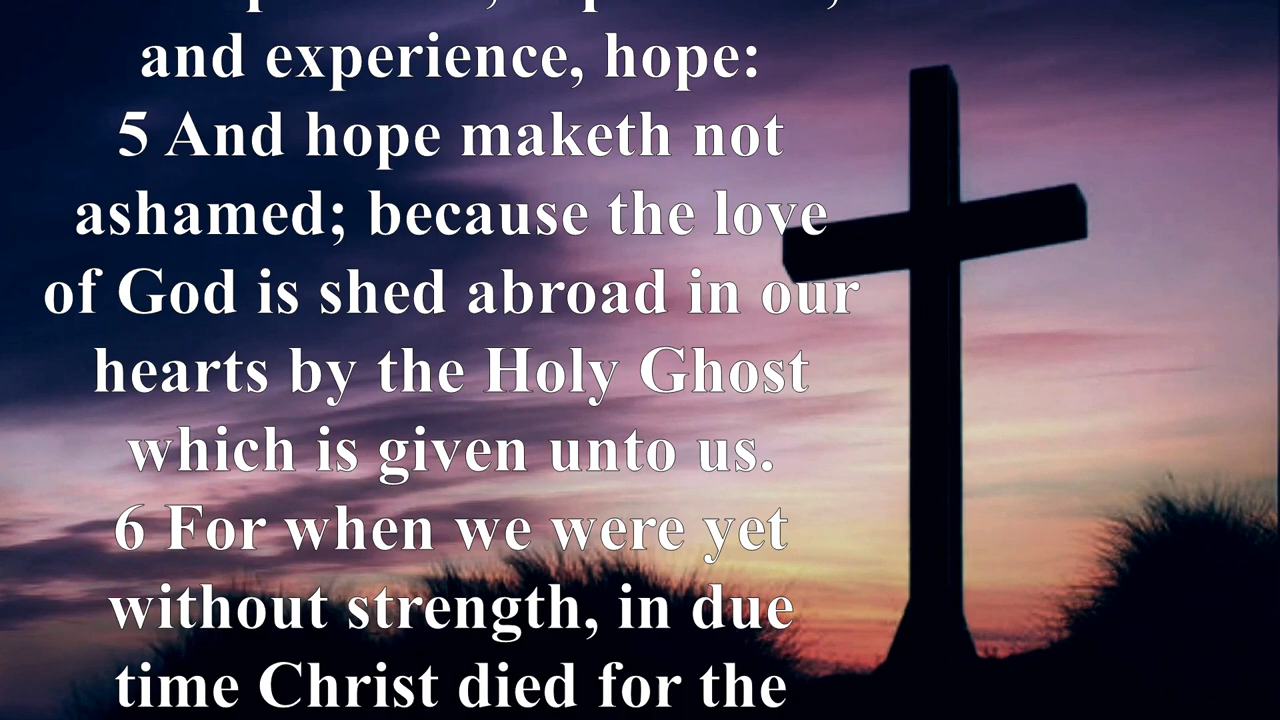 and experience, hope:
5 And hope maketh not
ashamed; because the love
of God is shed abroad in our
hearts by the Holy Ghost
which is given unto us.
6 For when we were yet
without strength, in due
time Christ died for the